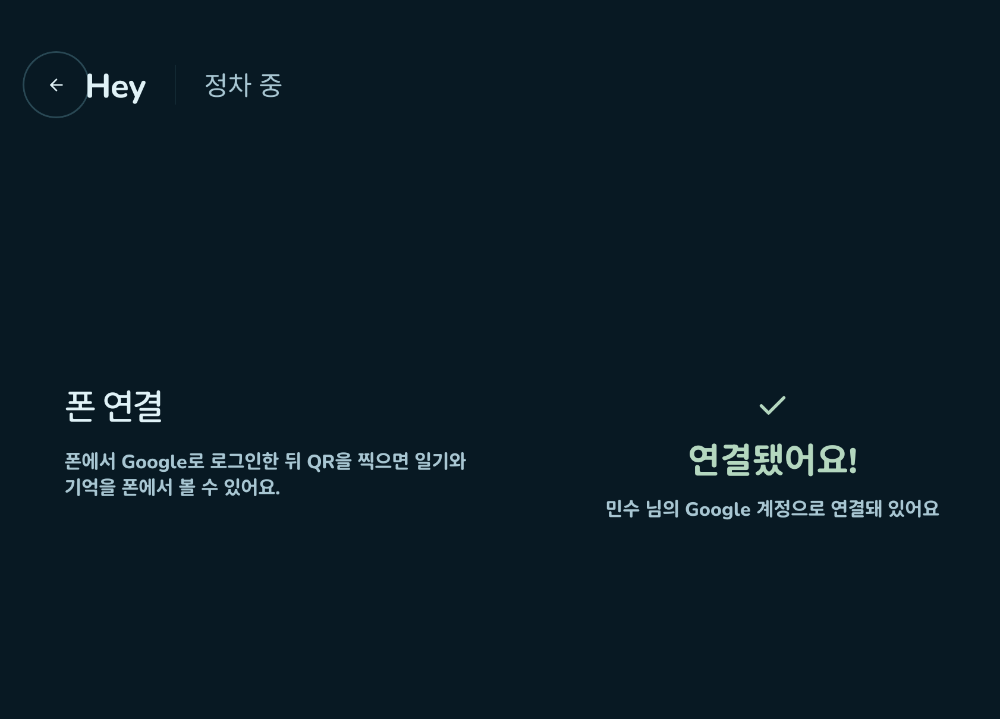 Hey
정차 중
폰 연결
폰에서 Google로 로그인한 뒤 QR을 찍으면 일기와
기억을 폰에서 볼 수 있어요.
연결됐어요!
민수 님의 Google 계정으로 연결돼 있어요